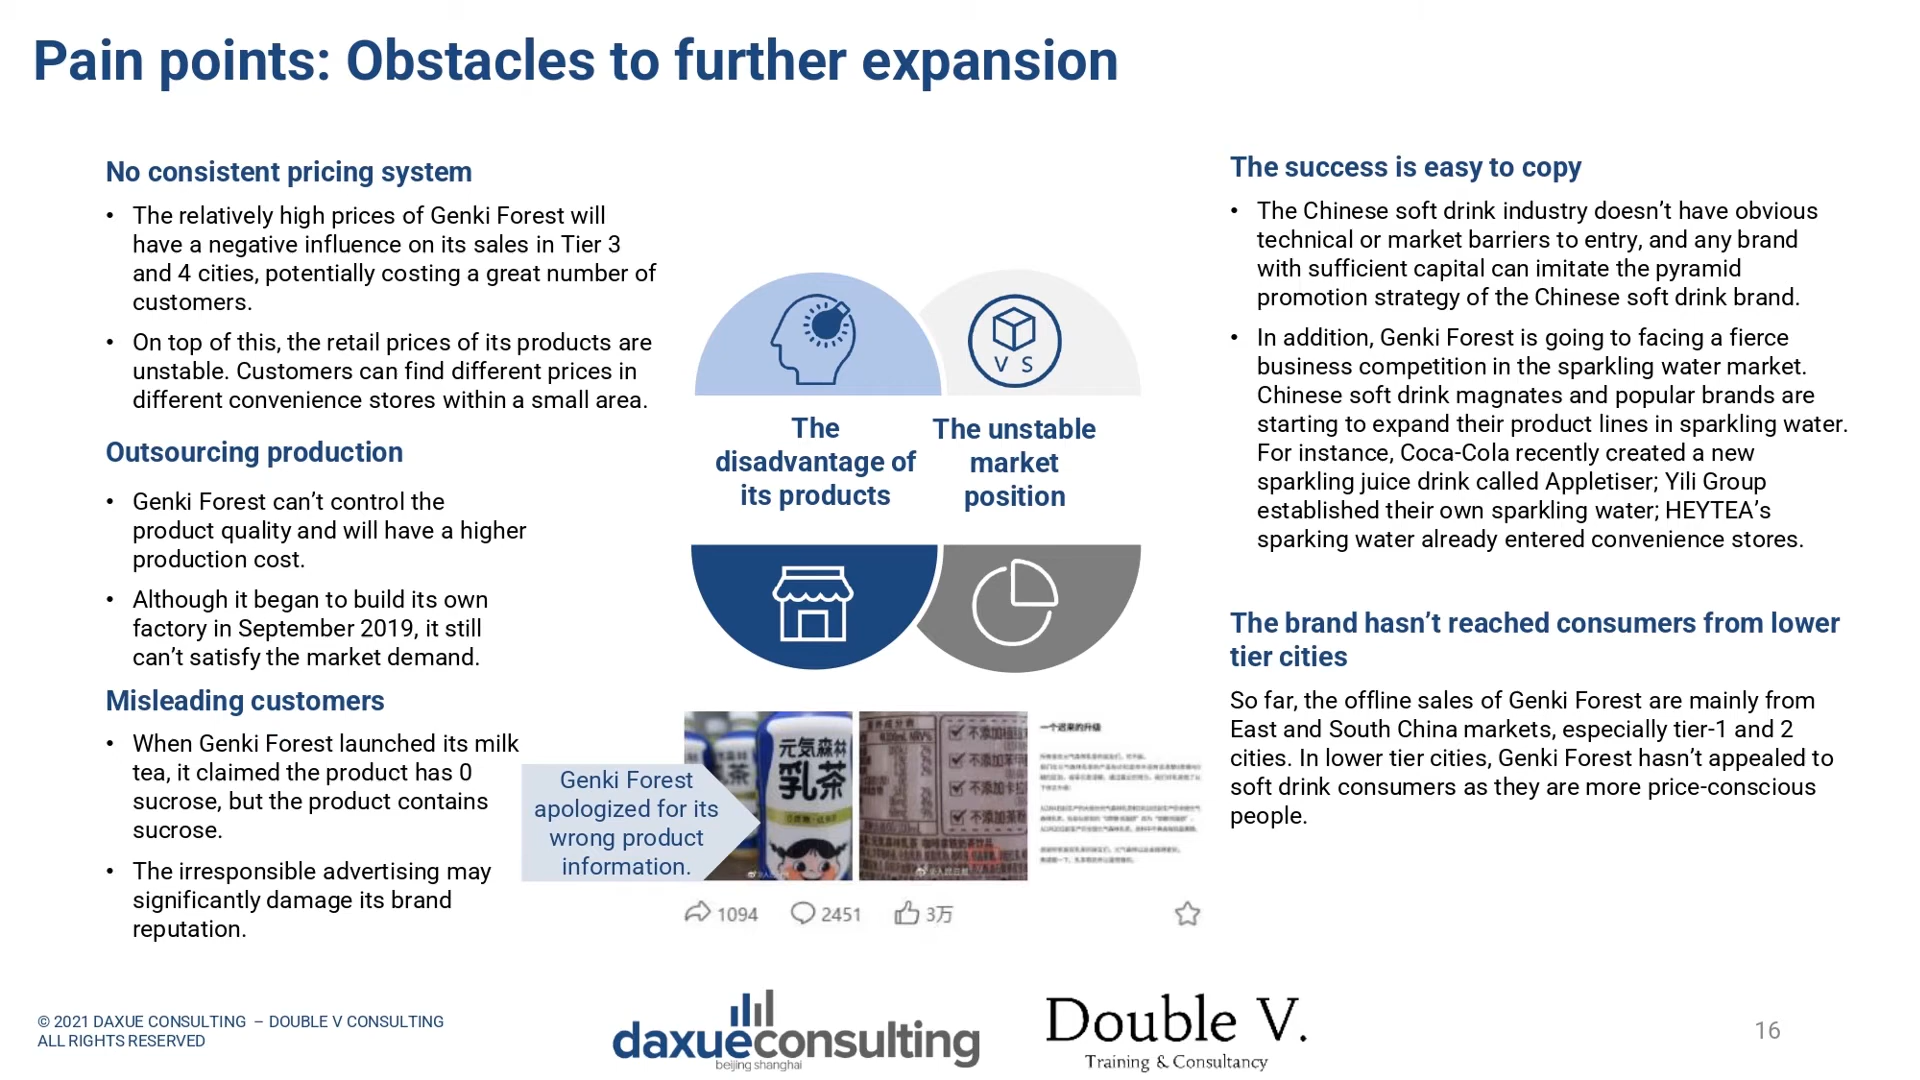 Pain points: Obstacles to further expansion
No consistent pricing system
• The relatively high prices of Genki Forest will
have a negative influence on its sales in Tier 3
and 4 cities, potentially costing a great number of
customers.
• On top of this, the retail prices of its products are
unstable. Customers can find different prices in
different convenience stores within a small area.
Outsourcing production
• Genki Forest can’t control the
product quality and will have a higher
production cost.
• Although it began to build its own
factory in September 2019, it still
can’t satisfy the market demand.
Misleading customers
• When Genki Forest launched its milk
tea, it claimed the product has 0
sucrose, but the product contains
sucrose.
• The irresponsible advertising may
significantly damage its brand
reputation.
V S
The
disadvantage of
its products
The unstable
market
position
Genki Forest
apologized for its
wrong product
information.
元気森林
乳茶
一个迟来的升级
1094
2451
3万
The success is easy to copy
• The Chinese soft drink industry doesn’t have obvious
technical or market barriers to entry, and any brand
with sufficient capital can imitate the pyramid
promotion strategy of the Chinese soft drink brand.
• In addition, Genki Forest is going to facing a fierce
business competition in the sparkling water market.
Chinese soft drink magnates and popular brands are
starting to expand their product lines in sparkling water.
For instance, Coca-Cola recently created a new
sparkling juice drink called Appletiser; Yili Group
established their own sparkling water; HEYTEA’s
sparking water already entered convenience stores.
The brand hasn’t reached consumers from lower
tier cities
So far, the offline sales of Genki Forest are mainly from
East and South China markets, especially tier-1 and 2
cities. In lower tier cities, Genki Forest hasn’t appealed to
soft drink consumers as they are more price-conscious
people.
© 2021 DAXUE CONSULTING – DOUBLE V CONSULTING
ALL RIGHTS RESERVED
daxueconsulting
beijing shanghai
Double V.
Training & Consultancy
16